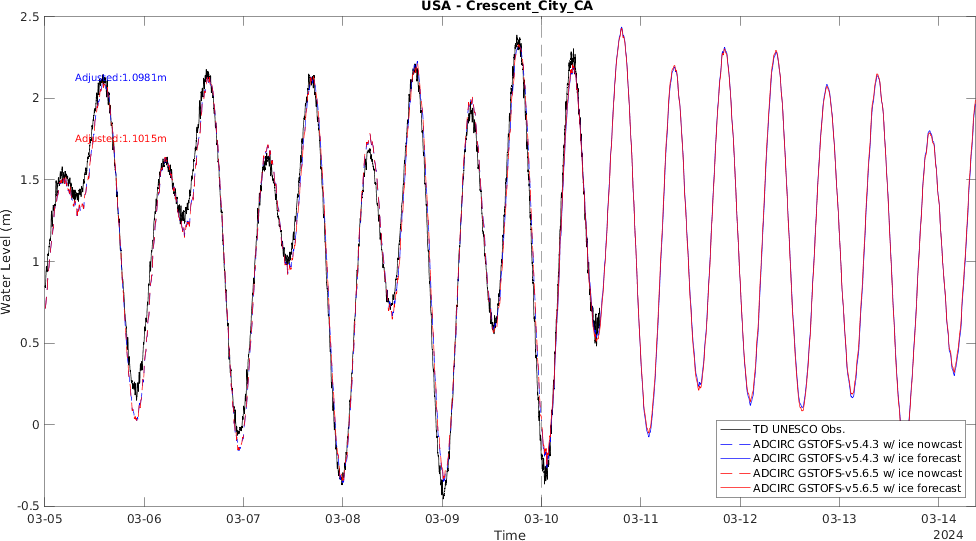 USA - Crescent_City_CA
2.5
2
1.5
1
0.5
0
-0.5
Water Level (m)
Adjusted:1.0981m
Adjusted:1.1015m
TD UNESCO Obs.
ADCIRC GSTOFS-v5.4.3 w/ ice nowcast
ADCIRC GSTOFS-v5.4.3 w/ ice forecast
ADCIRC GSTOFS-v5.6.5 w/ ice nowcast
ADCIRC GSTOFS-v5.6.5 w/ ice forecast
03-05 03-06 03-07 03-08 03-09 03-10 03-11 03-12 03-13 03-14
Time
2024